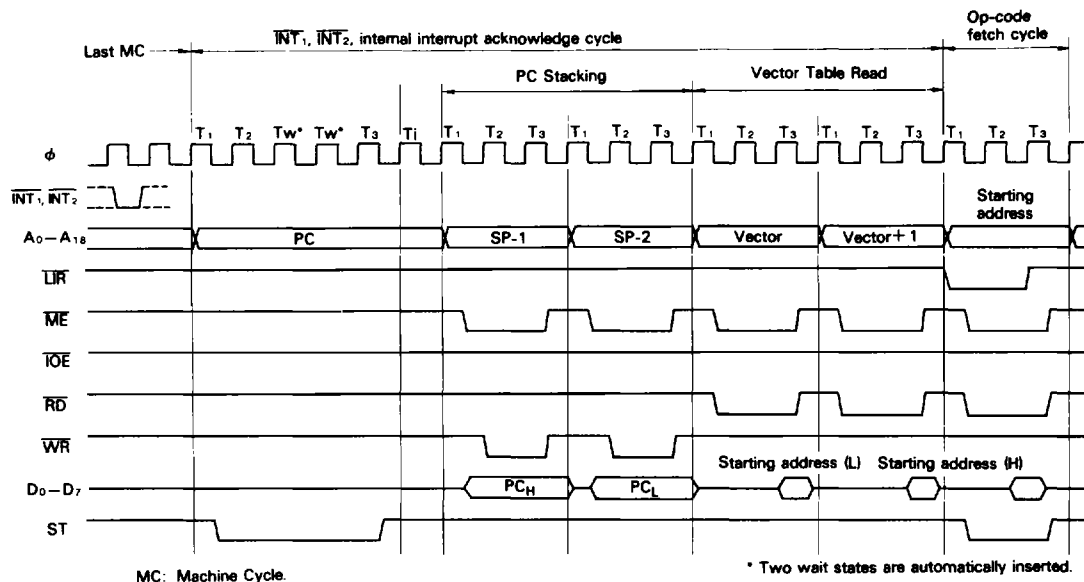 Op-code
fetch cycle
Last MC
INT₁, INT₂, internal interrupt acknowledge cycle
PC Stacking
Vector Table Read
T₁ T₂ Tw* Tw* T₃ Ti T₁ T₂ T₃ T₁ T₂ T₃ T₁ T₂ T₃ T₁ T₂ T₃ T₁ T₂ T₃
φ
INT₁, INT₂
Starting
address
A₀–A₁₈ PC SP-1 SP-2 Vector Vector+1
LIR
ME
IOE
RD
WR
Starting address (L) Starting address (H)
D₀–D₇ PC_H PC_L
ST
MC: Machine Cycle.
* Two wait states are automatically inserted.